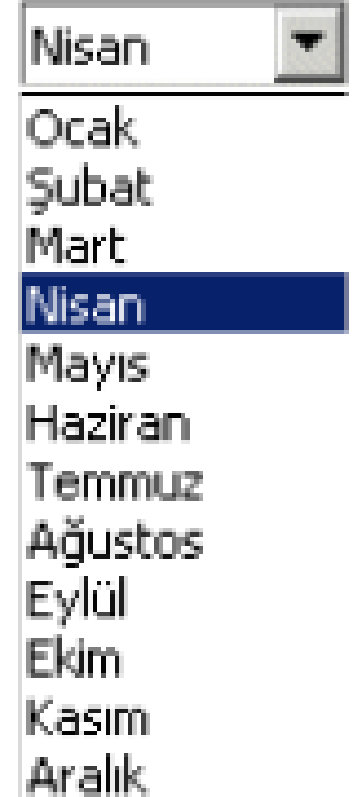 Nisan
Ocak
Şubat
Mart
Nisan
Mayıs
Haziran
Temmuz
Ağustos
Eylül
Ekim
Kasım
Aralık